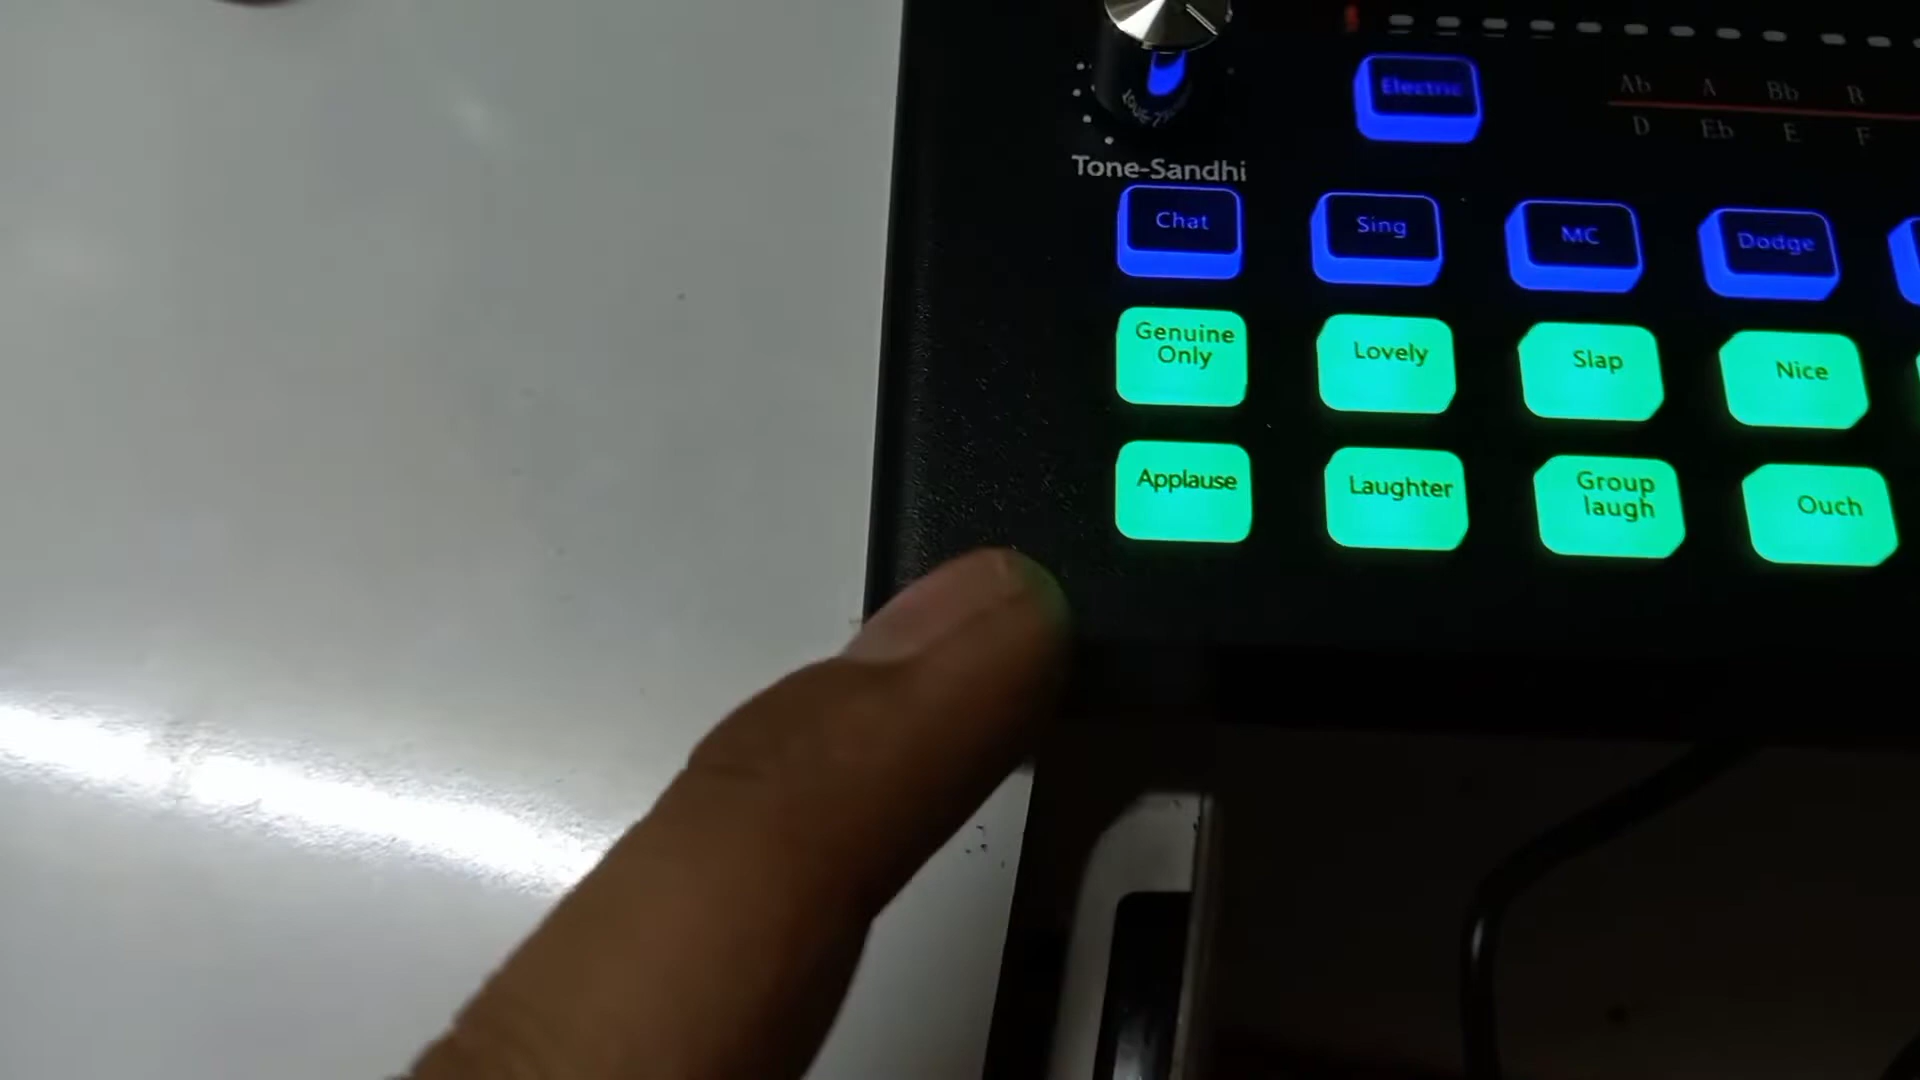 Electric
Ab A Bb B
D Eb E F
Tone-Sandhi
Chat Sing MC Dodge
Genuine
Only
Lovely
Slap
Nice
Applause
Laughter
Group
laugh
Ouch